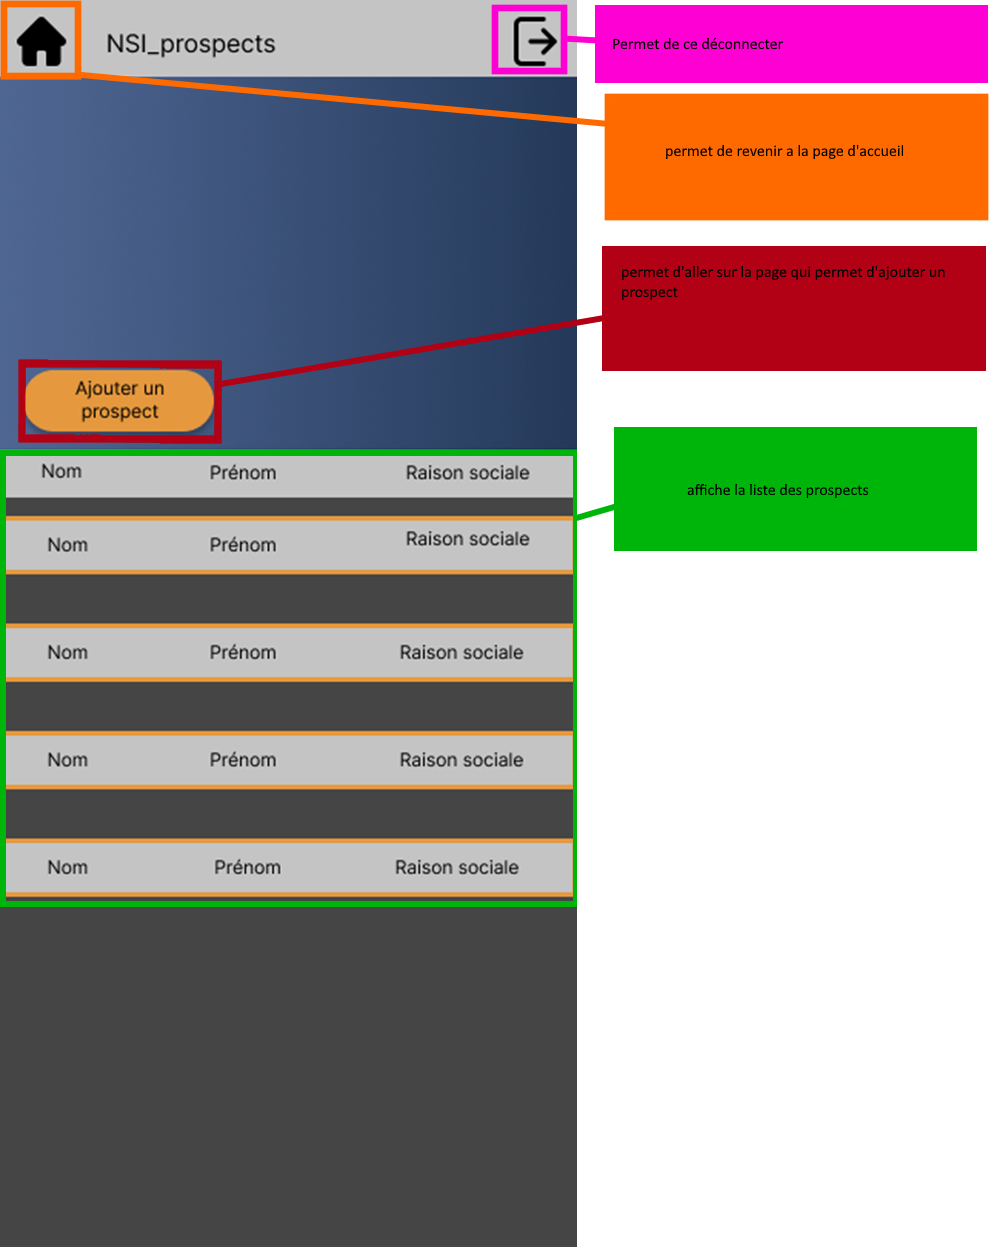 NSI_prospects
Permet de ce déconnecter
permet de revenir a la page d'accueil
permet d'aller sur la page qui permet d'ajouter un
prospect
Ajouter un
prospect
Nom Prénom Raison sociale
affiche la liste des prospects
Nom Prénom Raison sociale
Nom Prénom Raison sociale
Nom Prénom Raison sociale
Nom Prénom Raison sociale